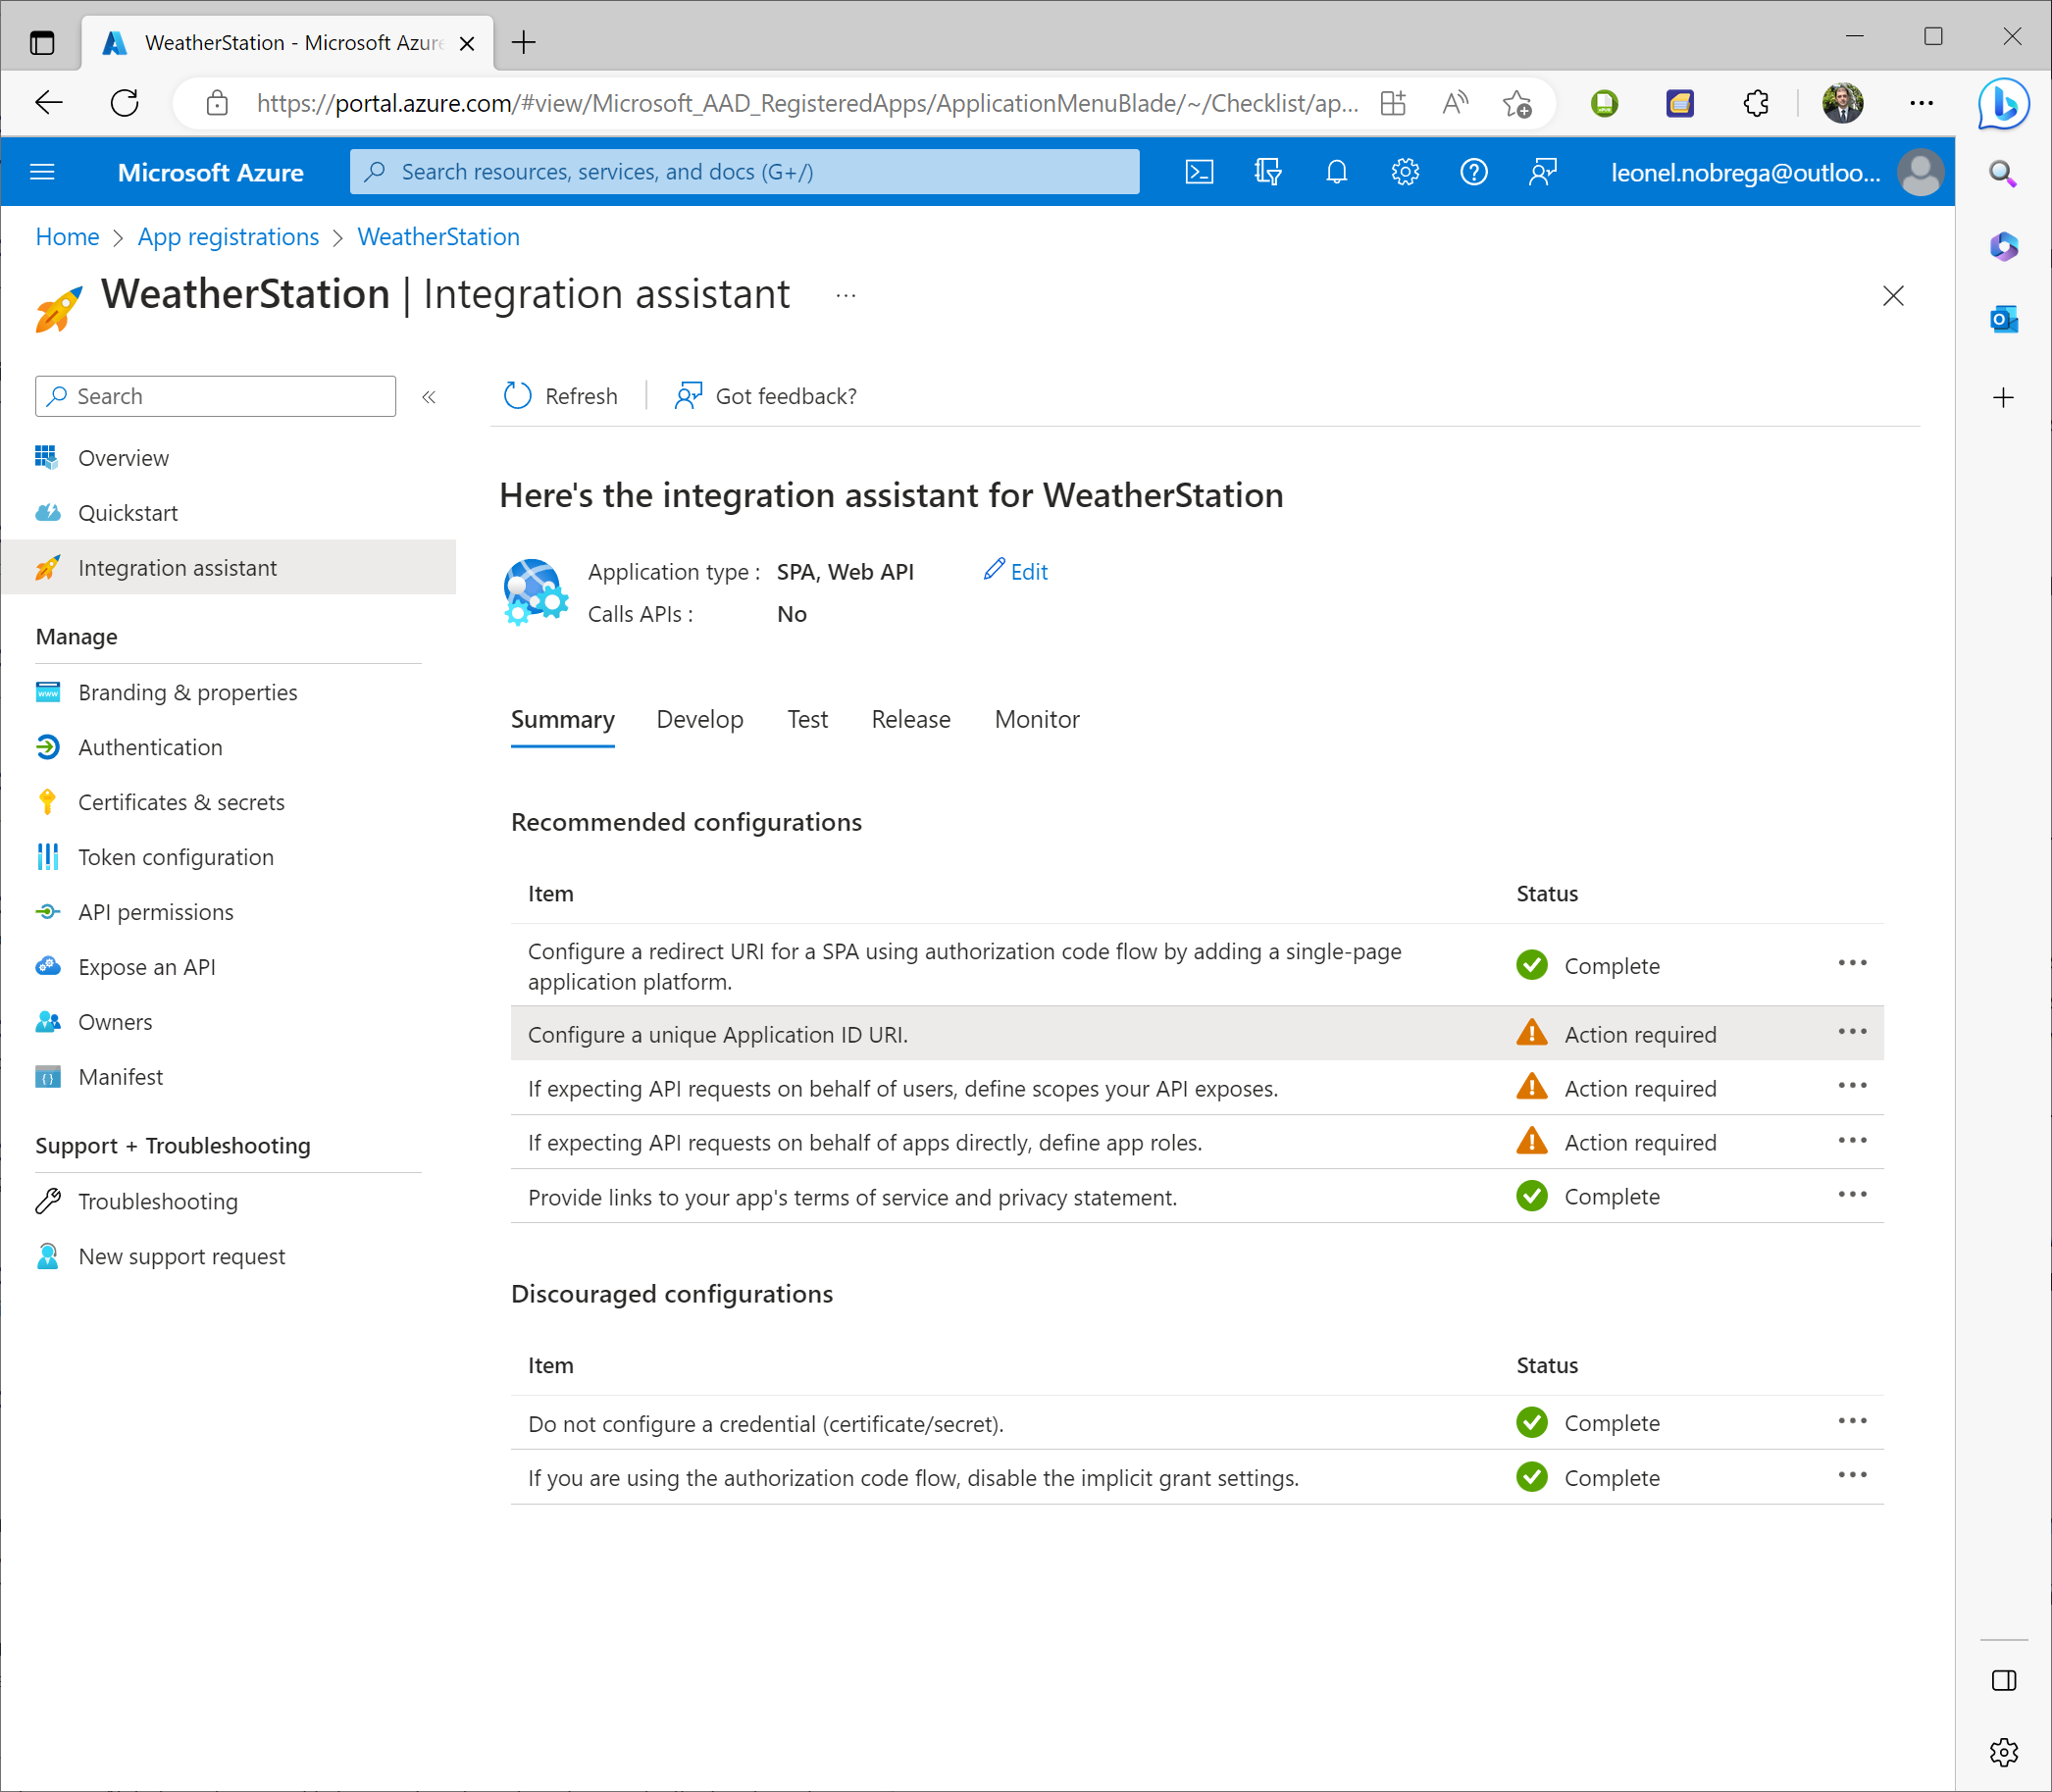 WeatherStation - Microsoft Azure
https://portal.azure.com/#view/Microsoft_AAD_RegisteredApps/ApplicationMenuBlade/~/Checklist/ap...
Microsoft Azure
Search resources, services, and docs (G+/)
leonel.nobrega@outloo...
Home > App registrations > WeatherStation
WeatherStation | Integration assistant ...
Search
«
Refresh
Got feedback?
Overview
Quickstart
Integration assistant
Manage
Branding & properties
Authentication
Certificates & secrets
Token configuration
API permissions
Expose an API
Owners
Manifest
Support + Troubleshooting
Troubleshooting
New support request
Here's the integration assistant for WeatherStation
Application type : SPA, Web API Edit
Calls APIs : No
Summary Develop Test Release Monitor
Recommended configurations
Item Status
Configure a redirect URI for a SPA using authorization code flow by adding a single-page
application platform. Complete
Configure a unique Application ID URI. Action required
If expecting API requests on behalf of users, define scopes your API exposes. Action required
If expecting API requests on behalf of apps directly, define app roles. Action required
Provide links to your app's terms of service and privacy statement. Complete
Discouraged configurations
Item Status
Do not configure a credential (certificate/secret). Complete
If you are using the authorization code flow, disable the implicit grant settings. Complete